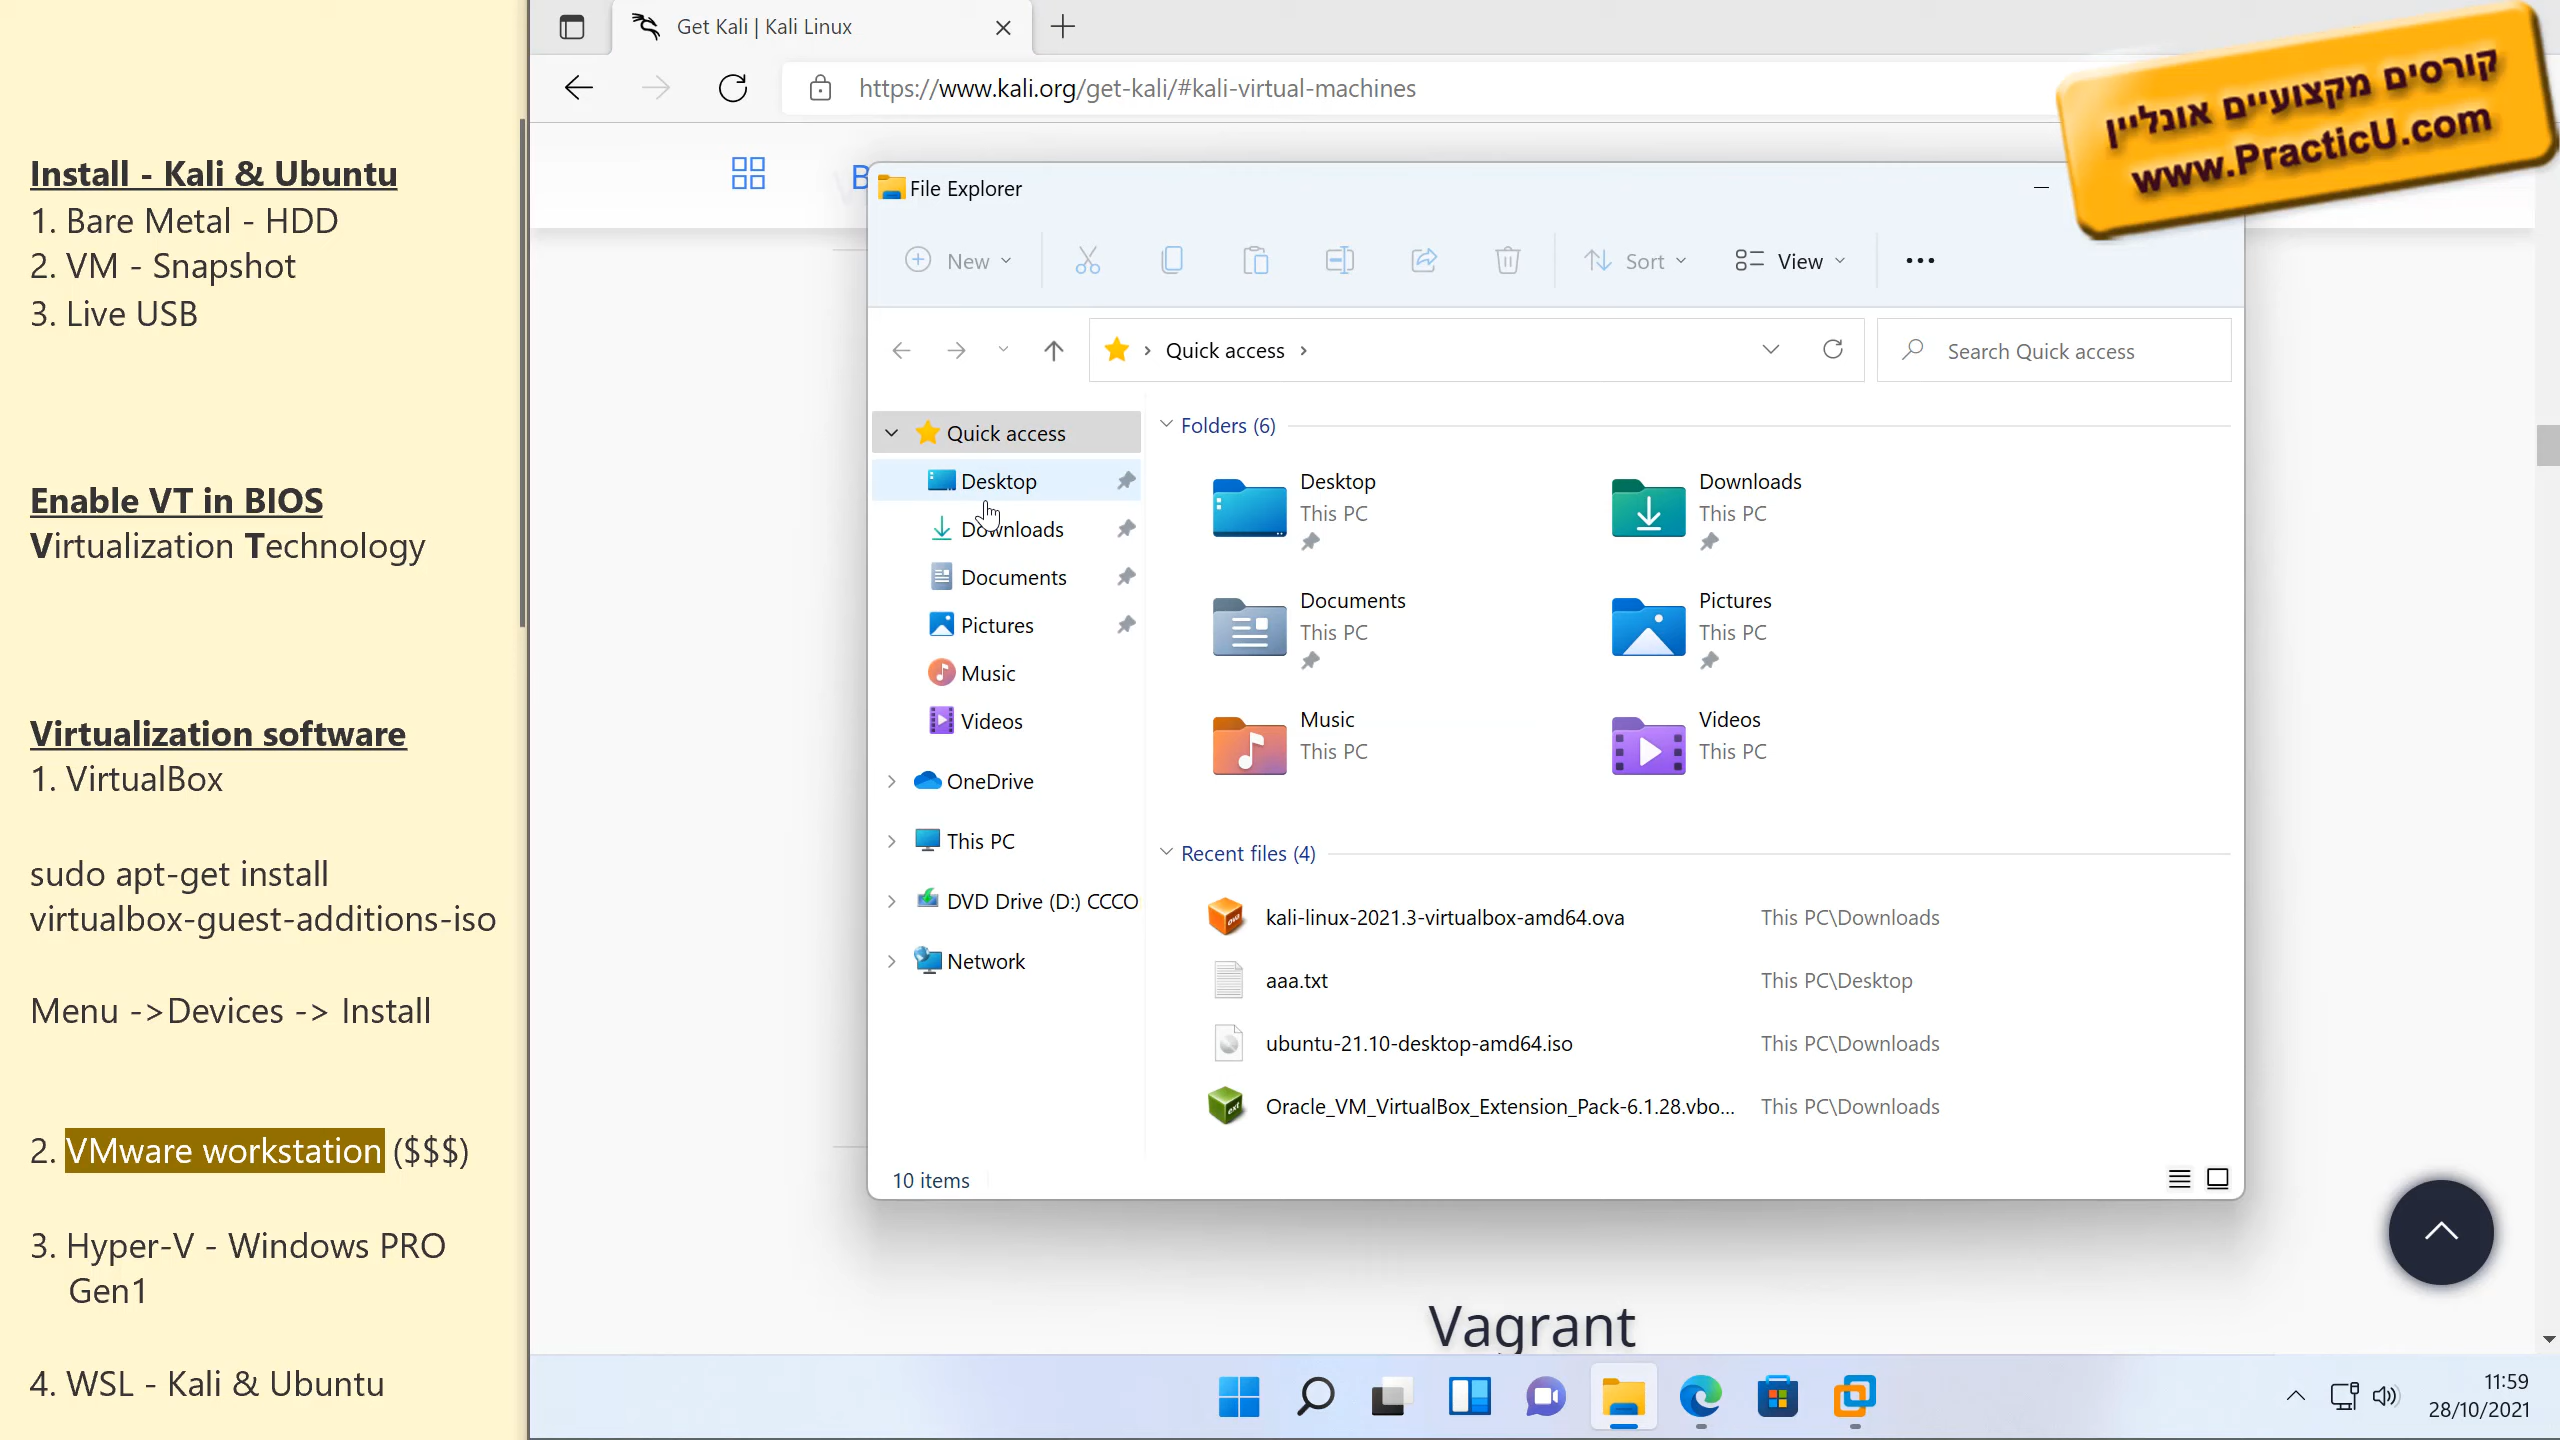 Install - Kali & Ubuntu
1. Bare Metal - HDD
2. VM - Snapshot
3. Live USB
Enable VT in BIOS
Virtualization Technology
Virtualization software
1. VirtualBox
sudo apt-get install
virtualbox-guest-additions-iso
Menu ->Devices -> Install
2. VMware workstation ($$$)
3. Hyper-V - Windows PRO
Gen1
4. WSL - Kali & Ubuntu
Get Kali | Kali Linux
https://www.kali.org/get-kali/#kali-virtual-machines
קורסים מקצועיים אונליין
www.PracticU.com
B
File Explorer
New
Sort
View
Quick access
Search Quick access
Quick access
Desktop
Downloads
Documents
Pictures
Music
Videos
OneDrive
This PC
DVD Drive (D:) CCCO
Network
Folders (6)
Desktop
This PC
Downloads
This PC
Documents
This PC
Pictures
This PC
Music
This PC
Videos
This PC
Recent files (4)
kali-linux-2021.3-virtualbox-amd64.ova This PC\Downloads
aaa.txt This PC\Desktop
ubuntu-21.10-desktop-amd64.iso This PC\Downloads
Oracle_VM_VirtualBox_Extension_Pack-6.1.28.vbo... This PC\Downloads
10 items
Vagrant
11:59
28/10/2021